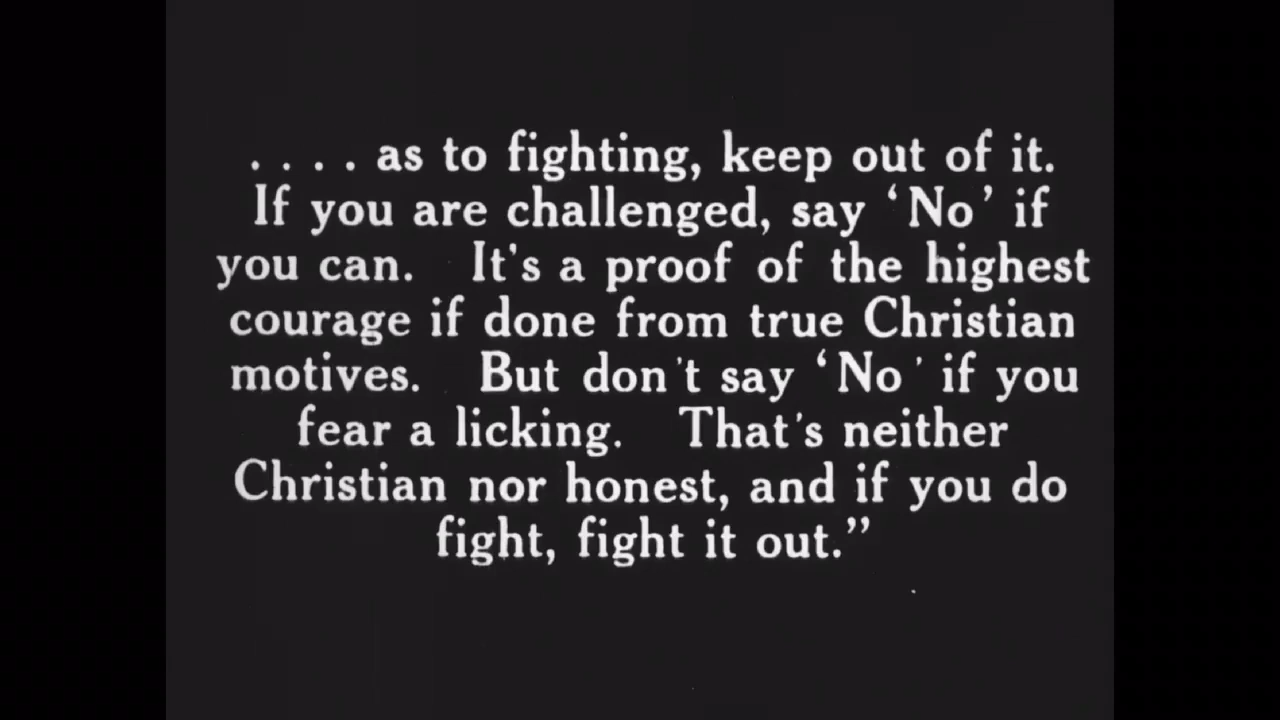 . . . . as to fighting, keep out of it.
If you are challenged, say ‘No’ if
you can. It's a proof of the highest
courage if done from true Christian
motives. But don't say ‘No’ if you
fear a licking. That's neither
Christian nor honest, and if you do
fight, fight it out.”